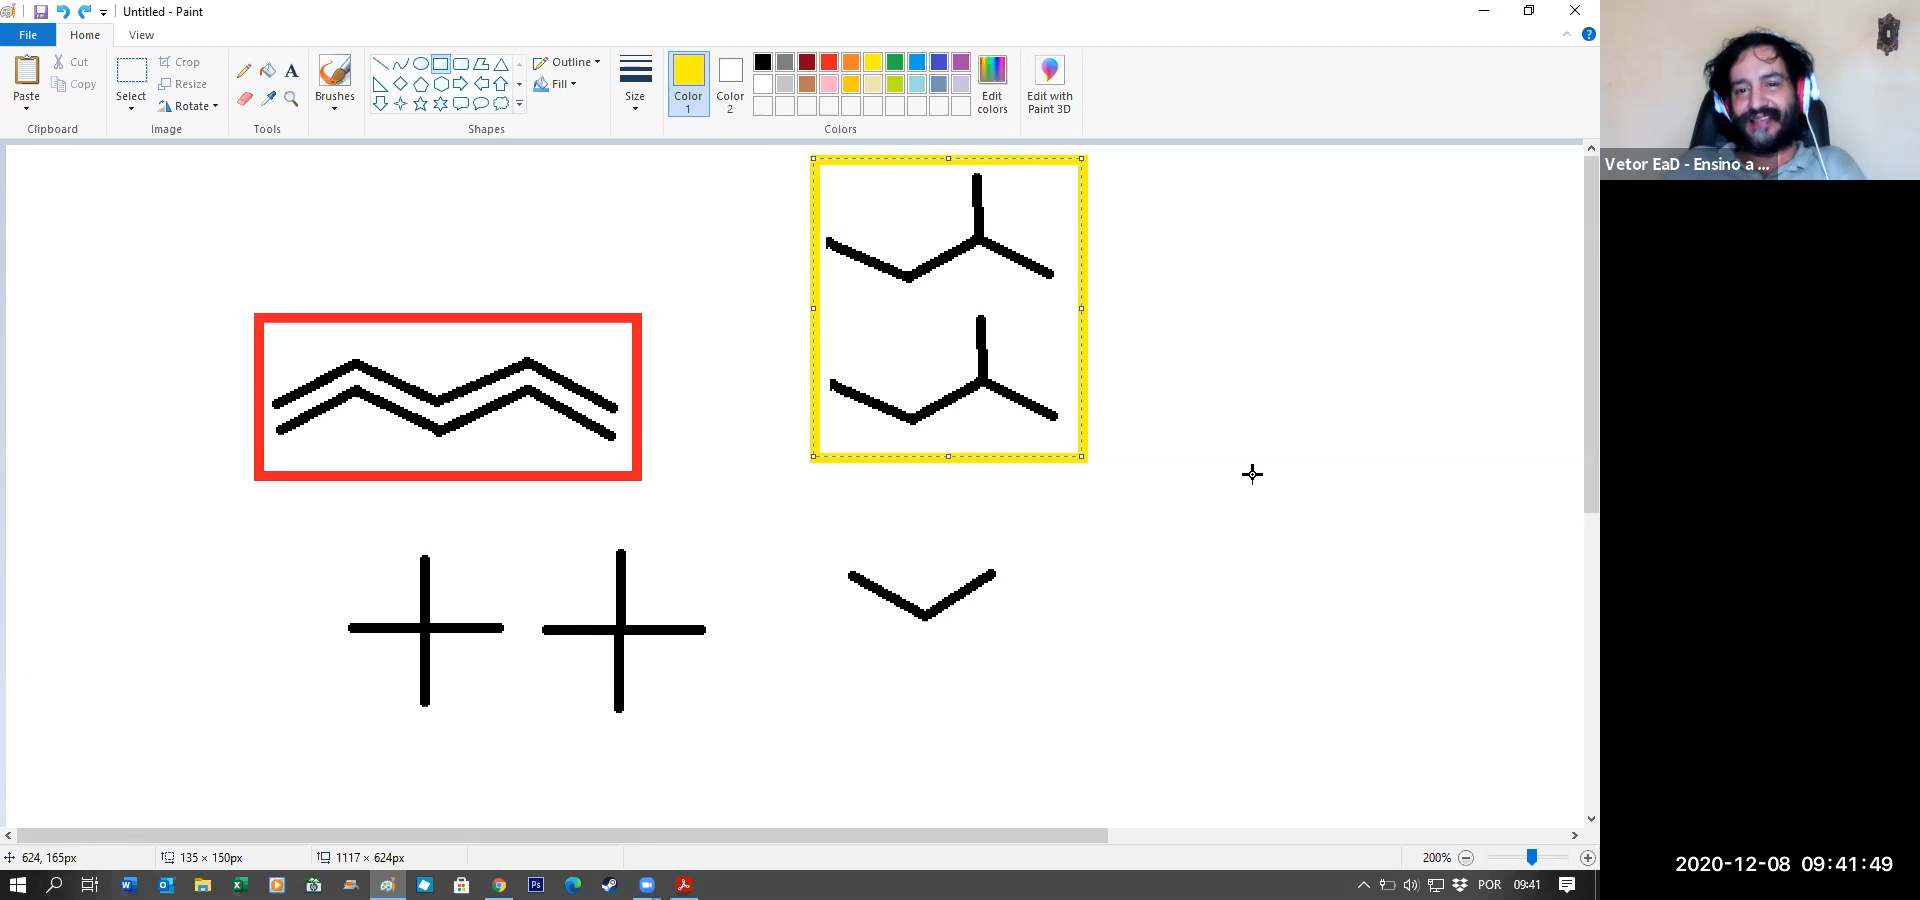 Untitled - Paint
File Home View
Paste
Cut
Copy
Clipboard
Select
Crop
Resize
Rotate
Image
Tools
Brushes
Outline
Fill
Shapes
Size
Color 1
Color 2
Edit colors
Edit with Paint 3D
Colors
Vetor EaD - Ensino a ...
624, 165px 135 × 150px 1117 × 624px 200%
POR 09:41
2020-12-08 09:41:49